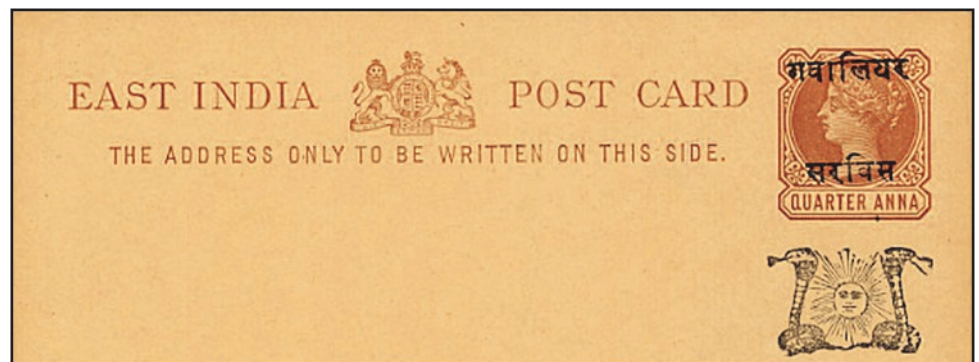 EAST INDIA POST CARD
THE ADDRESS ONLY TO BE WRITTEN ON THIS SIDE.
गवालियर
सरविस
QUARTER ANNA